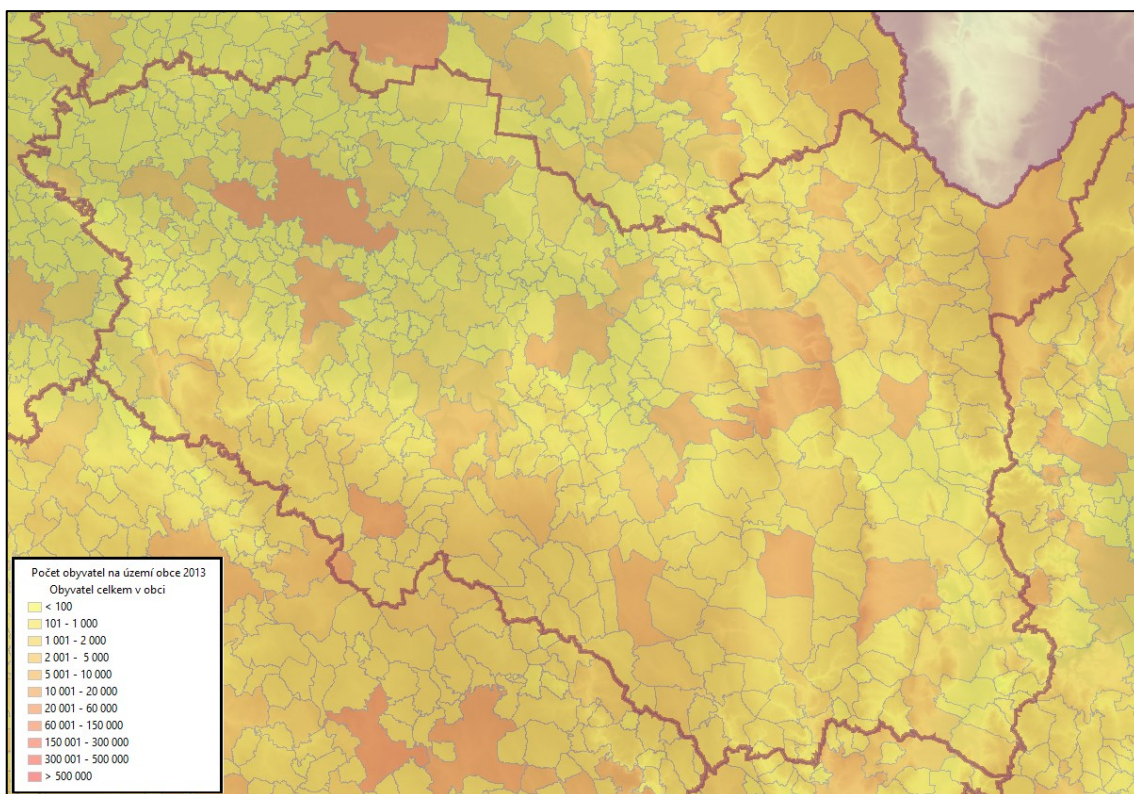 Počet obyvatel na území obce 2013
Obyvatel celkem v obci
< 100
101 - 1 000
1 001 - 2 000
2 001 - 5 000
5 001 - 10 000
10 001 - 20 000
20 001 - 60 000
60 001 - 150 000
150 001 - 300 000
300 001 - 500 000
> 500 000